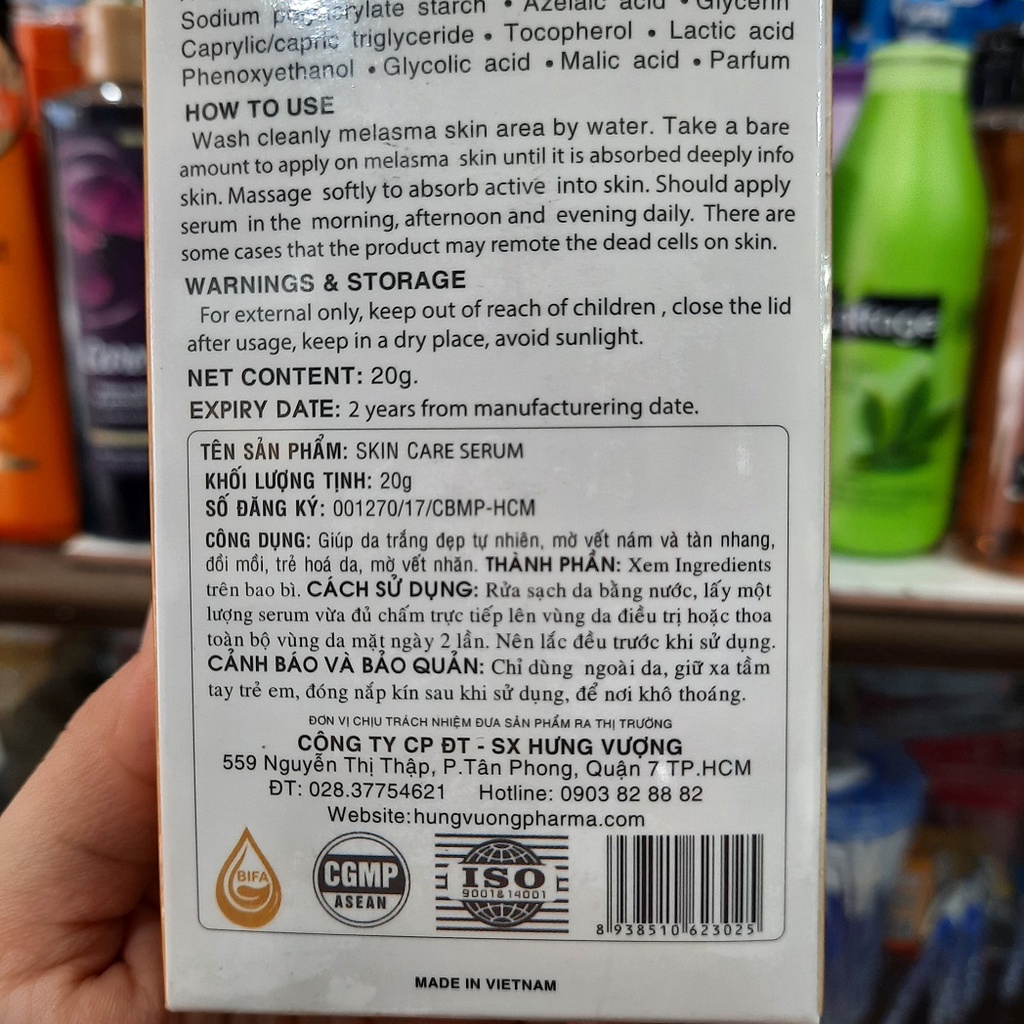 Sodium polyacrylate starch • Azelaic acid • Glycerin
Caprylic/capric triglyceride • Tocopherol • Lactic acid
Phenoxyethanol • Glycolic acid • Malic acid • Parfum
HOW TO USE
Wash cleanly melasma skin area by water. Take a bare
amount to apply on melasma skin until it is absorbed deeply info
skin. Massage softly to absorb active into skin. Should apply
serum in the morning, afternoon and evening daily. There are
some cases that the product may remote the dead cells on skin.
WARNINGS & STORAGE
For external only, keep out of reach of children , close the lid
after usage, keep in a dry place, avoid sunlight.
NET CONTENT: 20g.
EXPIRY DATE: 2 years from manufacturering date.
TÊN SẢN PHẨM: SKIN CARE SERUM
KHỐI LƯỢNG TỊNH: 20g
SỐ ĐĂNG KÝ: 001270/17/CBMP-HCM
CÔNG DỤNG: Giúp da trắng đẹp tự nhiên, mờ vết nám và tàn nhang,
đồi mồi, trẻ hoá da, mờ vết nhăn. THÀNH PHẦN: Xem Ingredients
trên bao bì. CÁCH SỬ DỤNG: Rửa sạch da bằng nước, lấy một
lượng serum vừa đủ chấm trực tiếp lên vùng da điều trị hoặc thoa
toàn bộ vùng da mặt ngày 2 lần. Nên lắc đều trước khi sử dụng.
CẢNH BÁO VÀ BẢO QUẢN: Chỉ dùng ngoài da, giữ xa tầm
tay trẻ em, đóng nắp kín sau khi sử dụng, để nơi khô thoáng.
ĐƠN VỊ CHỊU TRÁCH NHIỆM ĐƯA SẢN PHẨM RA THỊ TRƯỜNG
CÔNG TY CP ĐT - SX HƯNG VƯỢNG
559 Nguyễn Thị Thập, P.Tân Phong, Quận 7 TP.HCM
ĐT: 028.37754621 Hotline: 0903 82 88 82
Website:hungvuongpharma.com
BIFA
CGMP
ASEAN
ISO
9001&14001
8 938510 623025
MADE IN VIETNAM